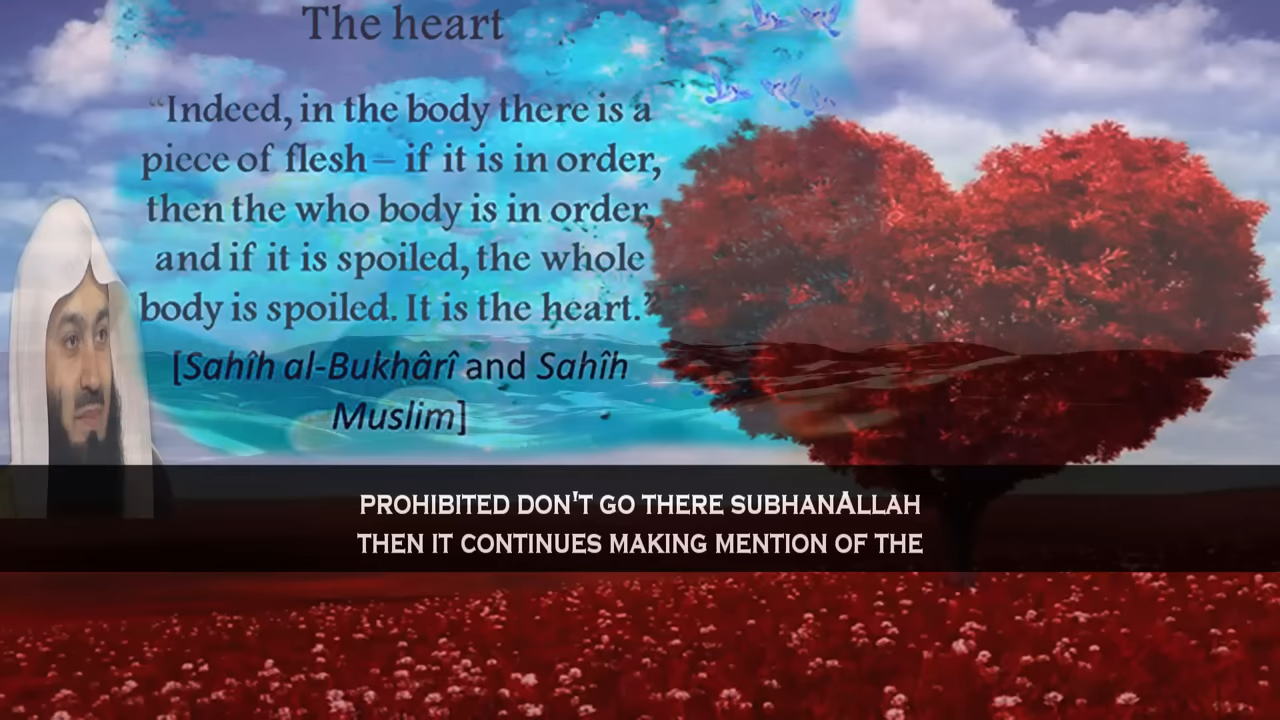 The heart
“Indeed, in the body there is a
piece of flesh – if it is in order,
then the who body is in order,
and if it is spoiled, the whole
body is spoiled. It is the heart.”
[Sahîh al-Bukhârî and Sahîh
Muslim]
PROHIBITED DON'T GO THERE SUBHANALLAH
THEN IT CONTINUES MAKING MENTION OF THE